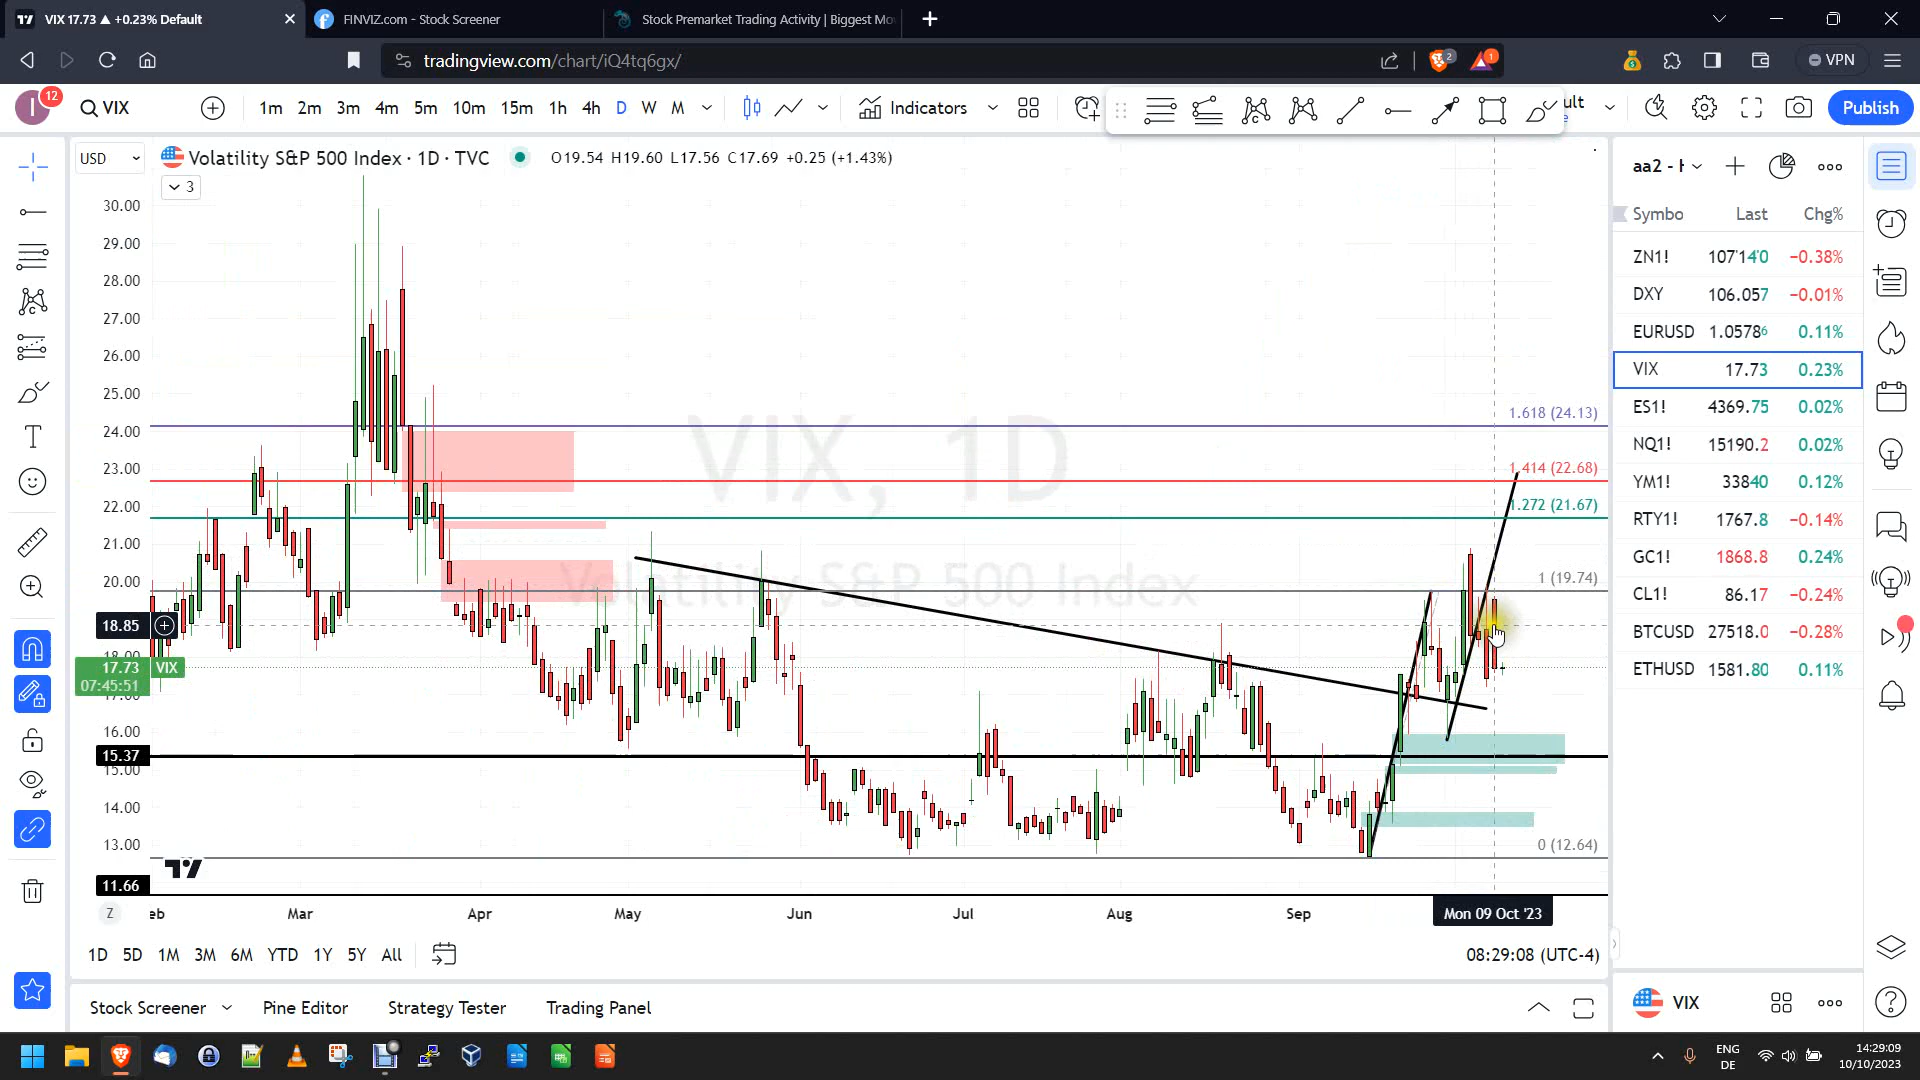 VIX 17.73 ▲ +0.23% Default
FINVIZ.com - Stock Screener
Stock Premarket Trading Activity | Biggest Mo
tradingview.com/chart/iQ4tq6gx/
2
1
VPN
I
12
VIX
1m 2m 3m 4m 5m 10m 15m 1h 4h D W M
Indicators
ult
Publish
USD
Volatility S&P 500 Index · 1D · TVC
O19.54 H19.60 L17.56 C17.69 +0.25 (+1.43%)
3
VIX, 1D
Volatility S&P 500 Index
30.00
29.00
28.00
27.00
26.00
25.00
24.00
23.00
22.00
21.00
20.00
18.85
18.00
17.73 VIX
07:45:51
17.00
16.00
15.37
15.00
14.00
13.00
11.66
1.618 (24.13)
1.414 (22.68)
1.272 (21.67)
1 (19.74)
0 (12.64)
Z
eb Mar Apr May Jun Jul Aug Sep Mon 09 Oct '23
1D 5D 1M 3M 6M YTD 1Y 5Y All
08:29:08 (UTC-4)
Stock Screener Pine Editor Strategy Tester Trading Panel
aa2 - H
Symbo Last Chg%
ZN1! 107'14'0 −0.38%
DXY 106.057 −0.01%
EURUSD 1.05786 0.11%
VIX 17.73 0.23%
ES1! 4369.75 0.02%
NQ1! 15190.2 0.02%
YM1! 33840 0.12%
RTY1! 1767.8 −0.14%
GC1! 1868.8 0.24%
CL1! 86.17 −0.24%
BTCUSD 27518.0 −0.28%
ETHUSD 1581.80 0.11%
VIX
ENG
DE
14:29:09
10/10/2023